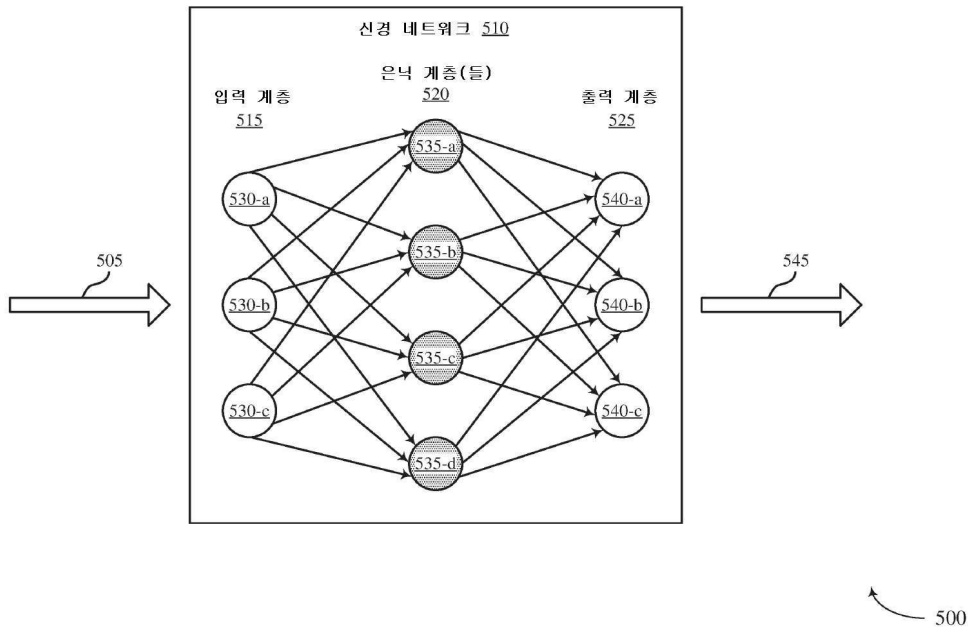 신경 네트워크 510
은닉 계층(들)
520
입력 계층
515
출력 계층
525
535-a
530-a
540-a
535-b
505
545
530-b
540-b
535-c
530-c
540-c
535-d
500